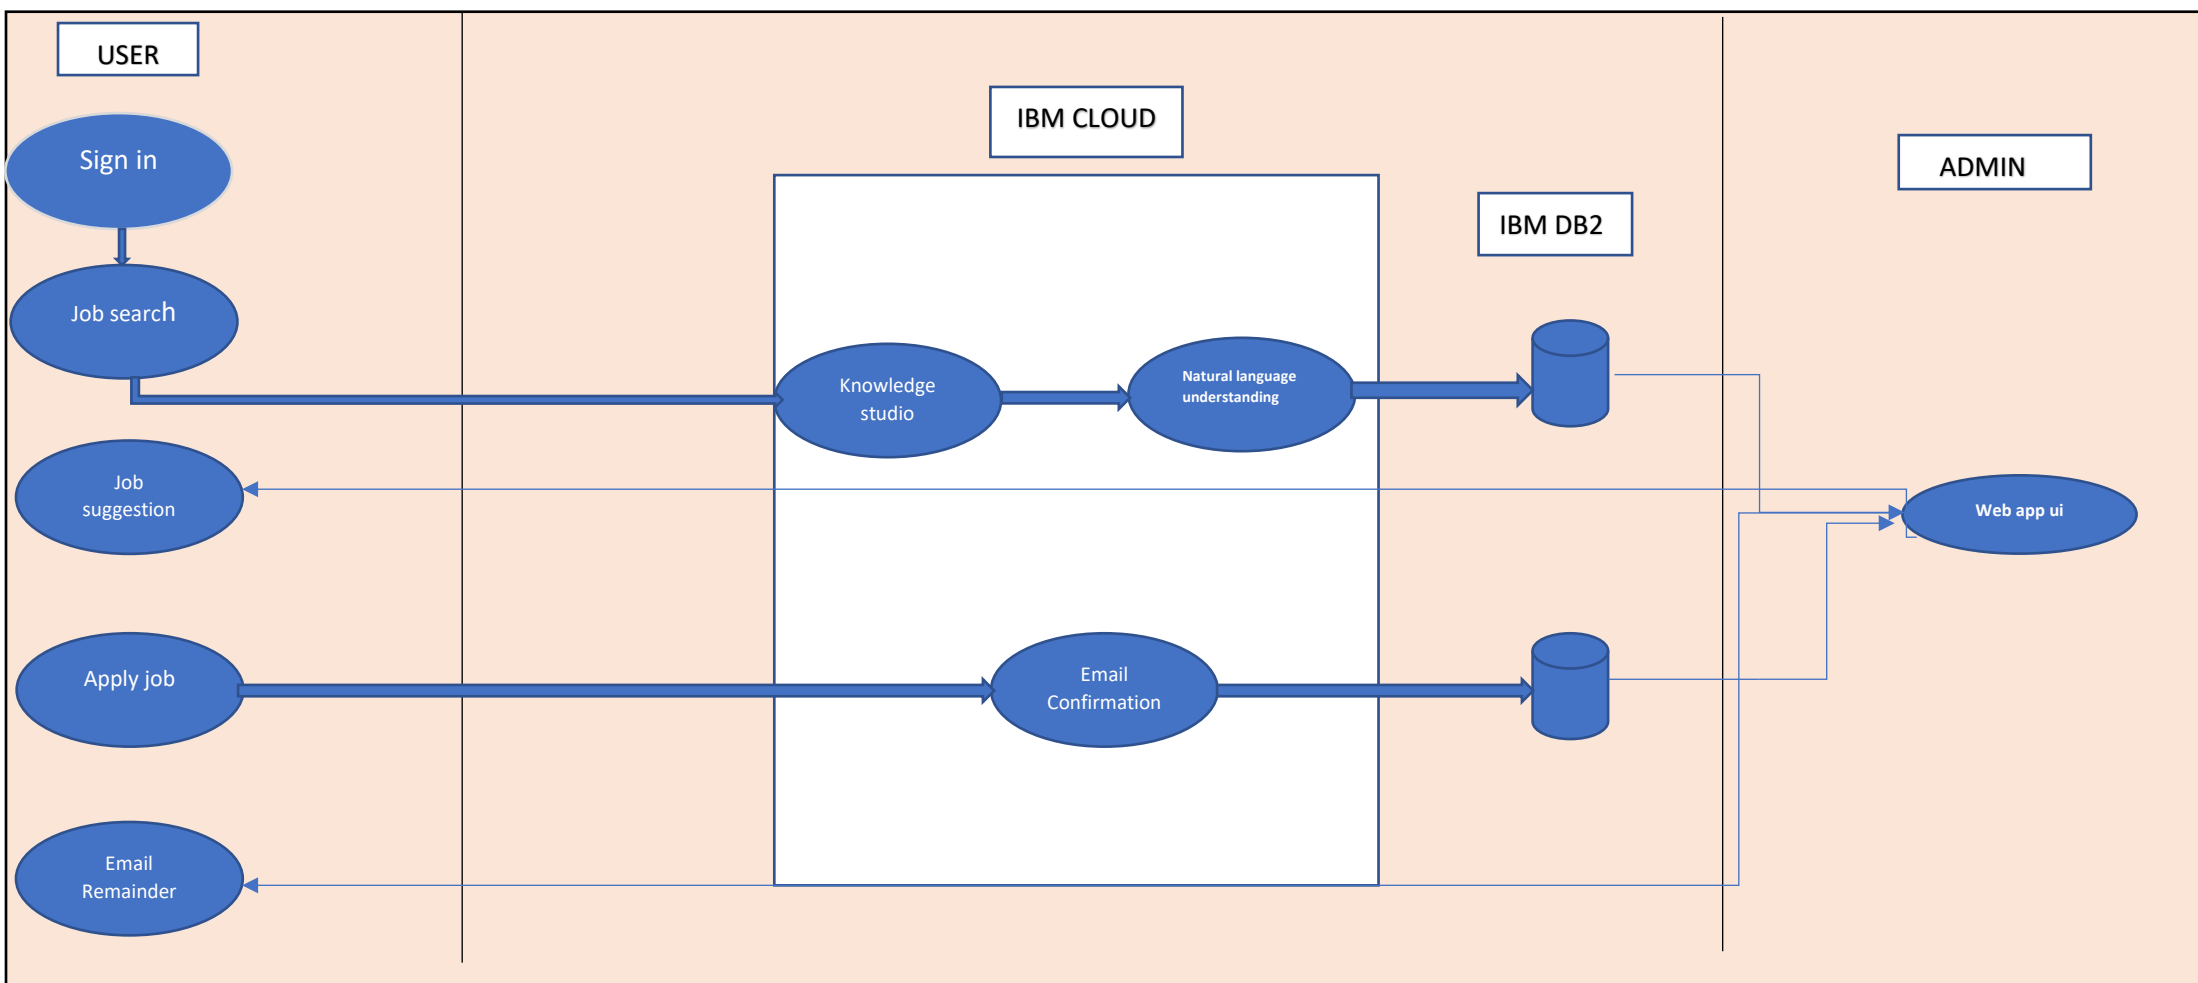 USER
IBM CLOUD
ADMIN
Sign in
IBM DB2
Job search
Knowledge
studio
Natural language
understanding
Job
suggestion
Web app ui
Apply job
Email
Confirmation
Email
Remainder